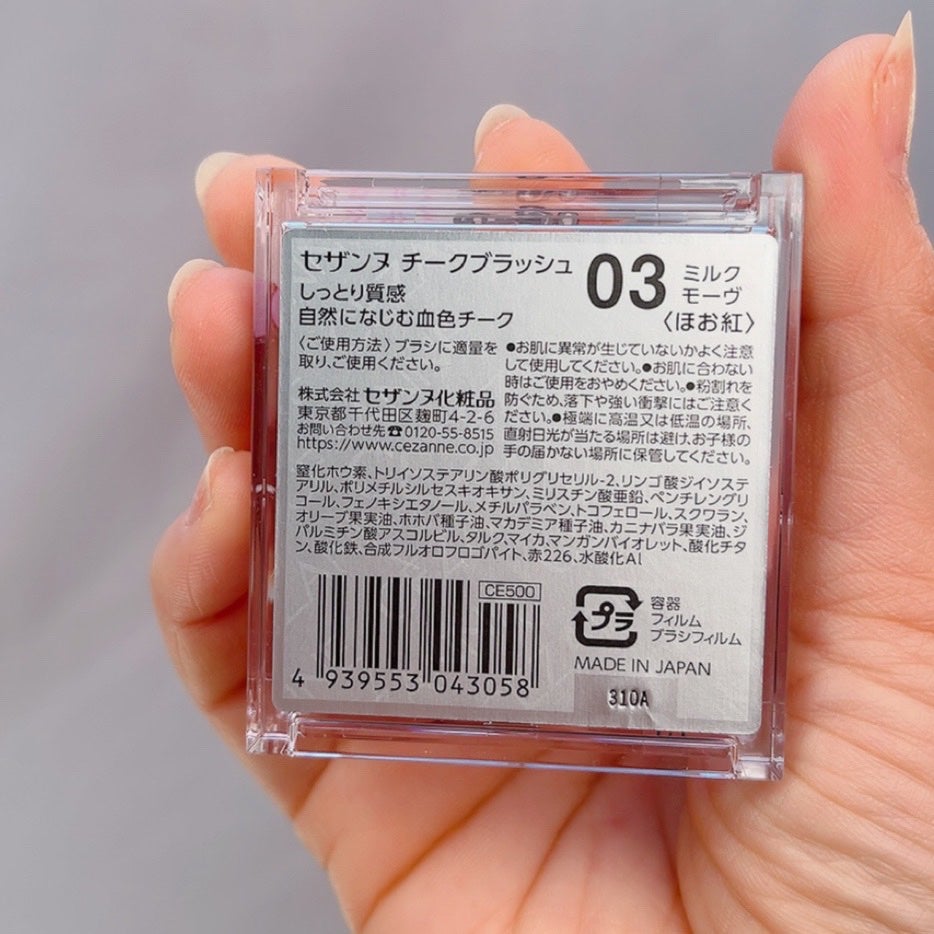 セザンヌ チークブラッシュ
しっとり質感
自然になじむ血色チーク
03
ミルク
モーヴ
〈ほお紅〉
〈ご使用方法〉ブラシに適量を
取り、ご使用ください。
株式会社 セザンヌ化粧品
東京都千代田区麹町4-2-6
お問い合わせ先☎0120-55-8515
https://www.cezanne.co.jp
●お肌に異常が生じていないかよく注意
して使用してください。●お肌に合わない
時はご使用をおやめください。●粉割れを
防ぐため、落下や強い衝撃にはご注意く
ださい。●極端に高温又は低温の場所、
直射日光が当たる場所は避け、お子様の
手の届かない場所に保管してください。
窒化ホウ素、トリイソステアリン酸ポリグリセリル-2、リンゴ酸ジイソステ
アリル、ポリメチルシルセスキオキサン、ミリスチン酸亜鉛、ペンチレングリ
コール、フェノキシエタノール、メチルパラベン、トコフェロール、スクワラン、
オリーブ果実油、ホホバ種子油、マカデミア種子油、カニナバラ果実油、ジ
パルミチン酸アスコルビル、タルク、マイカ、マンガンバイオレット、酸化チタ
ン、酸化鉄、合成フルオロフロゴパイト、赤226、水酸化Al
CE500
4 939553 043058
プラ
容器
フィルム
ブラシフィルム
MADE IN JAPAN
310A